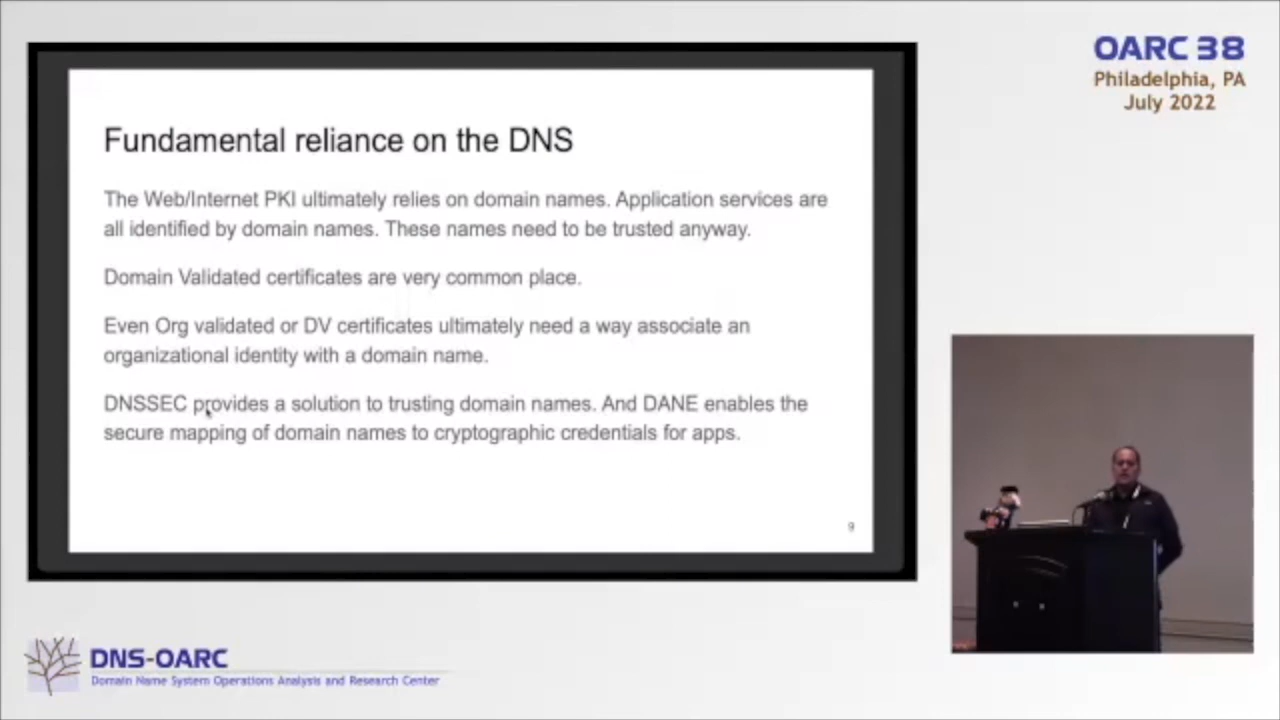 OARC 38
Philadelphia, PA
July 2022
Fundamental reliance on the DNS
The Web/Internet PKI ultimately relies on domain names. Application services are
all identified by domain names. These names need to be trusted anyway.
Domain Validated certificates are very common place.
Even Org validated or DV certificates ultimately need a way associate an
organizational identity with a domain name.
DNSSEC provides a solution to trusting domain names. And DANE enables the
secure mapping of domain names to cryptographic credentials for apps.
9
DNS-OARC
Domain Name System Operations Analysis and Research Center